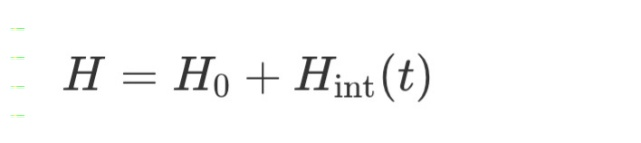 H = H₀ + H_int(t)